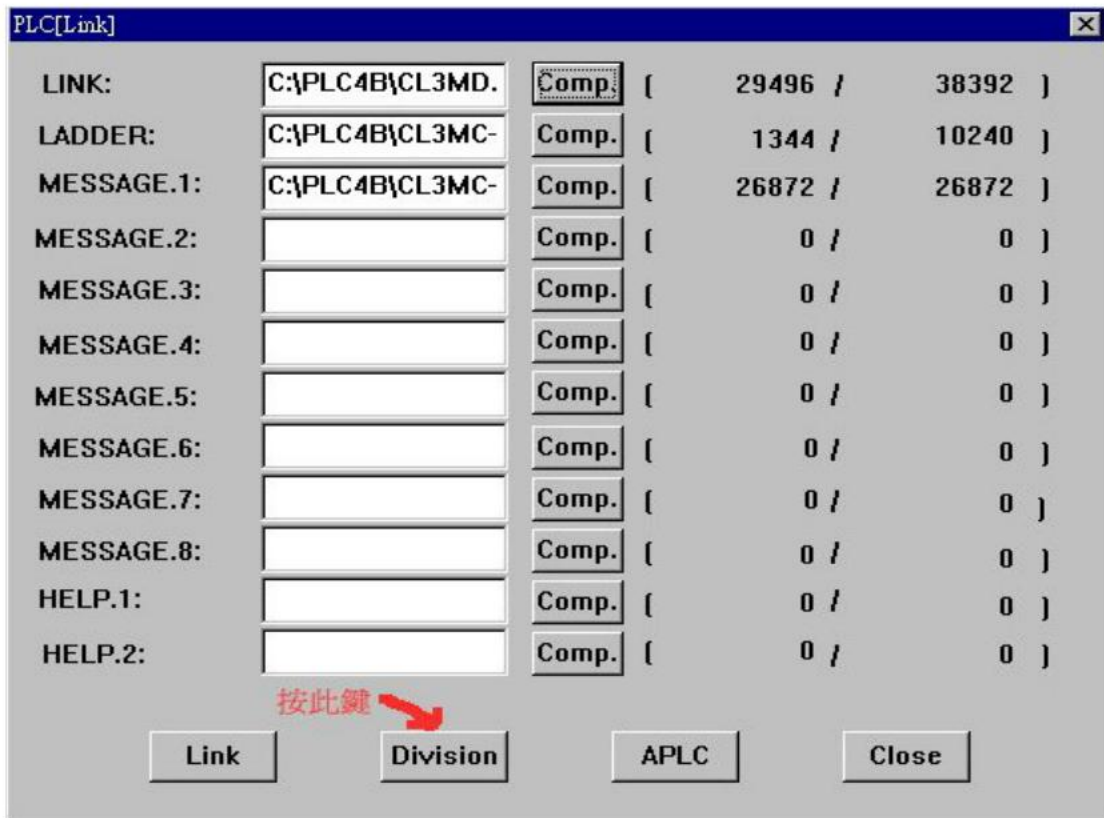 PLC[Link]
LINK: C:\PLC4B\CL3MD. Comp. [ 29496 / 38392 ]
LADDER: C:\PLC4B\CL3MC- Comp. [ 1344 / 10240 ]
MESSAGE.1: C:\PLC4B\CL3MC- Comp. [ 26872 / 26872 ]
MESSAGE.2: Comp. [ 0 / 0 ]
MESSAGE.3: Comp. [ 0 / 0 ]
MESSAGE.4: Comp. [ 0 / 0 ]
MESSAGE.5: Comp. [ 0 / 0 ]
MESSAGE.6: Comp. [ 0 / 0 ]
MESSAGE.7: Comp. [ 0 / 0 ]
MESSAGE.8: Comp. [ 0 / 0 ]
HELP.1: Comp. [ 0 / 0 ]
HELP.2: Comp. [ 0 / 0 ]
按此鍵
Link Division APLC Close